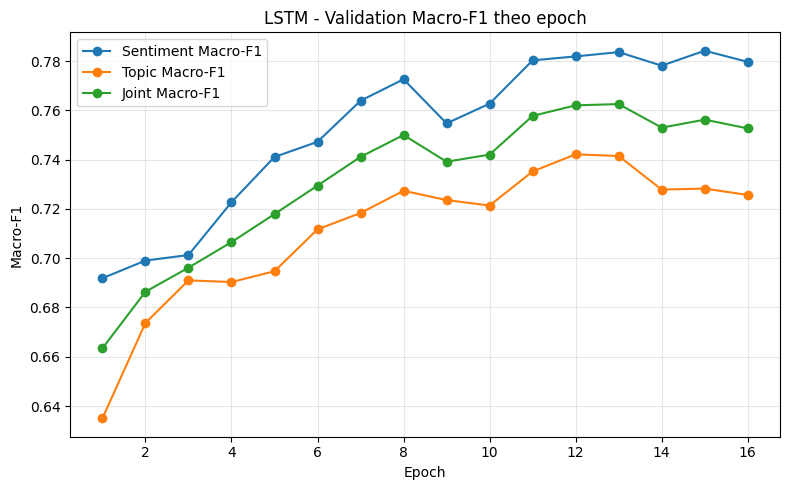 LSTM - Validation Macro-F1 theo epoch
Sentiment Macro-F1
Topic Macro-F1
Joint Macro-F1
Macro-F1
0.78
0.76
0.74
0.72
0.70
0.68
0.66
0.64
2 4 6 8 10 12 14 16
Epoch